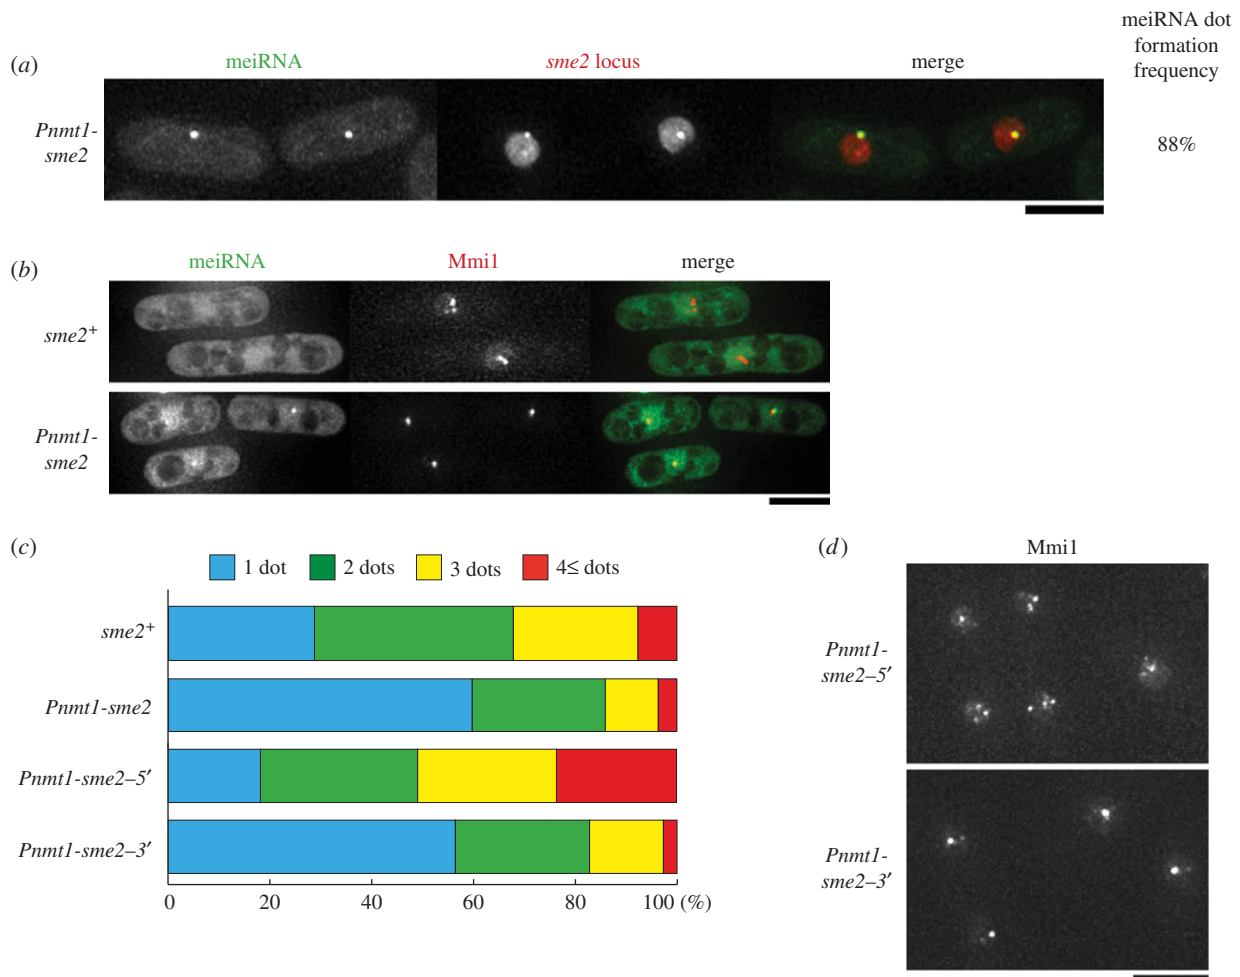 (a)
meiRNA
sme2 locus
merge
meiRNA dot
formation
frequency
Pnmt1-
sme2
88%
(b)
meiRNA
Mmi1
merge
sme2⁺
Pnmt1-
sme2
(c)
1 dot
2 dots
3 dots
4≤ dots
sme2⁺
Pnmt1-sme2
Pnmt1-sme2–5′
Pnmt1-sme2–3′
0
20
40
60
80
100 (%)
(d)
Mmi1
Pnmt1-
sme2–5′
Pnmt1-
sme2–3′